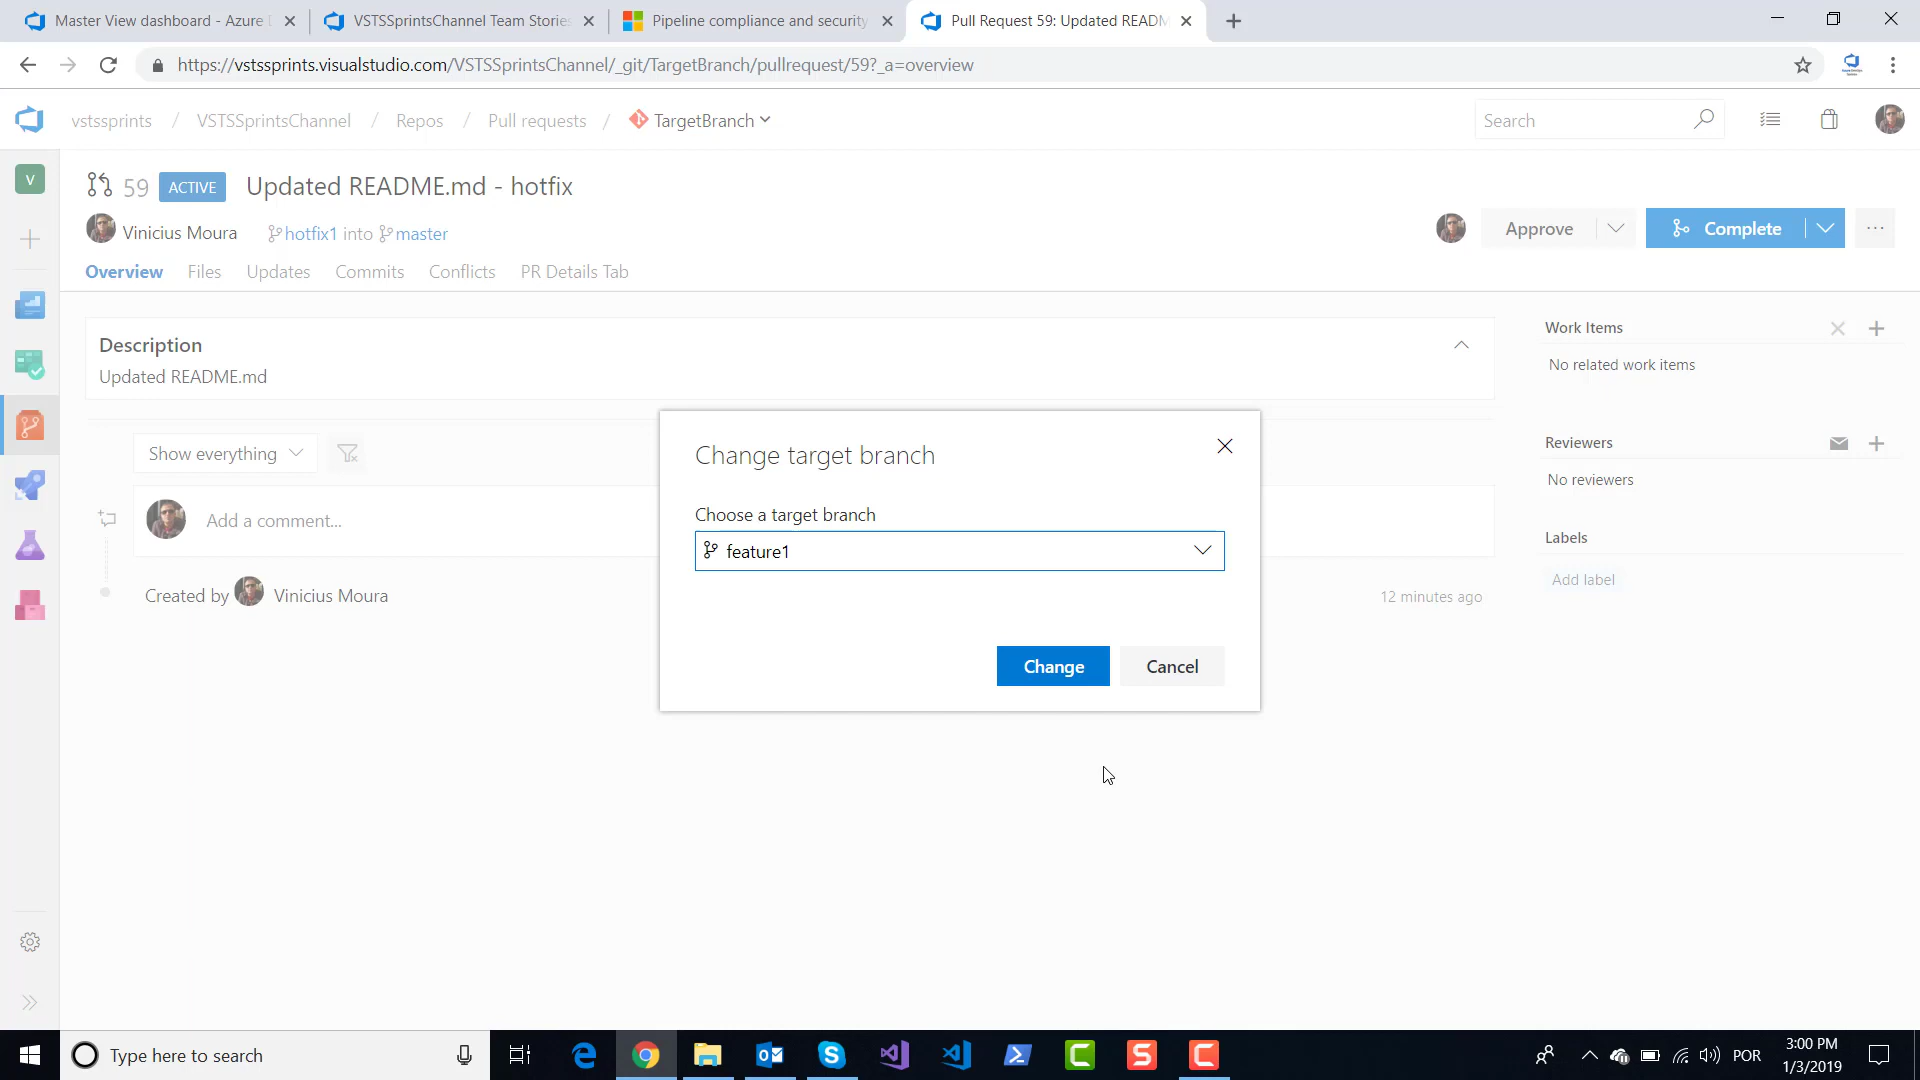 Master View dashboard - Azure D
VSTSSprintsChannel Team Stories
Pipeline compliance and security
Pull Request 59: Updated READM
https://vstssprints.visualstudio.com/VSTSSprintsChannel/_git/TargetBranch/pullrequest/59?_a=overview
vstssprints / VSTSSprintsChannel / Repos / Pull requests / TargetBranch
Search
V
59 ACTIVE Updated README.md - hotfix
Vinicius Moura hotfix1 into master
Approve
Complete
Overview Files Updates Commits Conflicts PR Details Tab
Description
Updated README.md
Work Items
No related work items
Show everything
Reviewers
No reviewers
Add a comment...
Labels
Add label
Created by Vinicius Moura
12 minutes ago
Change target branch
Choose a target branch
feature1
Change Cancel
Type here to search
POR
3:00 PM
1/3/2019